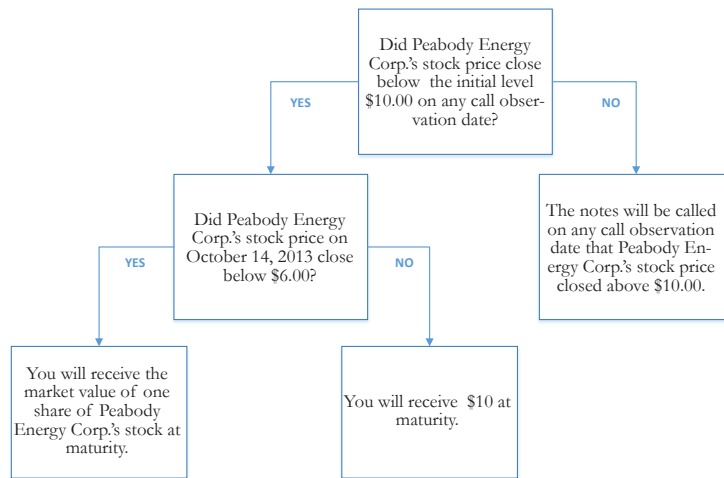 Did Peabody Energy
Corp.'s stock price close
below the initial level
$10.00 on any call obser-
vation date?
YES
NO
Did Peabody Energy
Corp.'s stock price on
October 14, 2013 close
below $6.00?
The notes will be called
on any call observation
date that Peabody En-
ergy Corp.'s stock price
closed above $10.00.
YES
NO
You will receive the
market value of one
share of Peabody
Energy Corp.'s stock at
maturity.
You will receive $10 at
maturity.